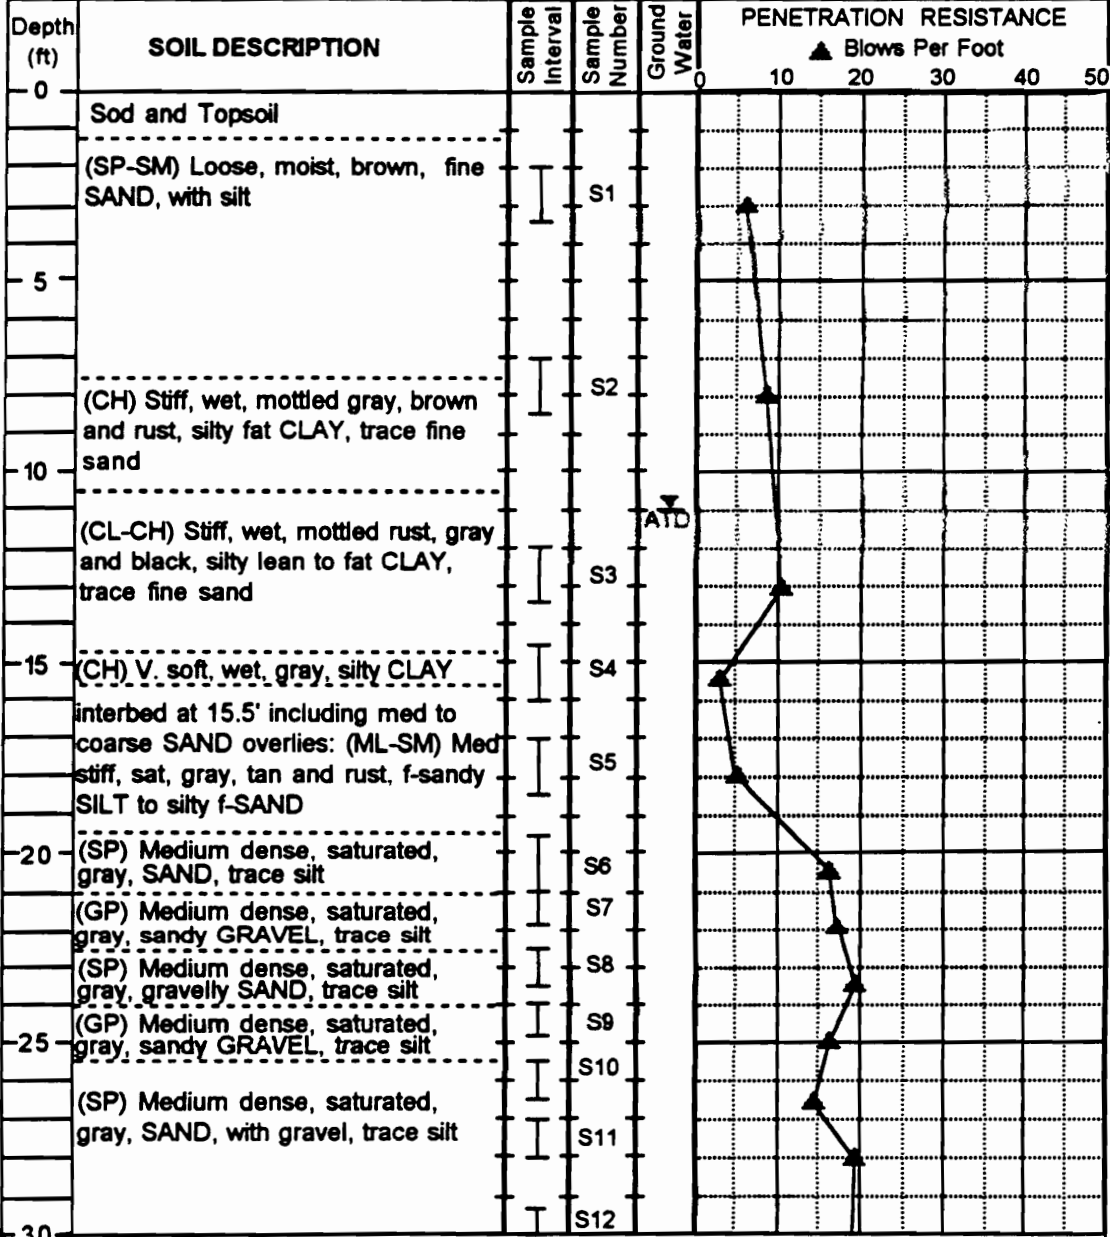 Depth
(ft)
SOIL DESCRIPTION
Sample
Interval
Sample
Number
Ground
Water
PENETRATION RESISTANCE
▲ Blows Per Foot
0 10 20 30 40 50
0
Sod and Topsoil
(SP-SM) Loose, moist, brown, fine
SAND, with silt
S1
5
S2
(CH) Stiff, wet, mottled gray, brown
and rust, silty fat CLAY, trace fine
sand
10
ATD
(CL-CH) Stiff, wet, mottled rust, gray
and black, silty lean to fat CLAY,
trace fine sand
S3
15
(CH) V. soft, wet, gray, silty CLAY
S4
interbed at 15.5' including med to
coarse SAND overlies: (ML-SM) Med
stiff, sat, gray, tan and rust, f-sandy
SILT to silty f-SAND
S5
20
(SP) Medium dense, saturated,
gray, SAND, trace silt
S6
(GP) Medium dense, saturated,
gray, sandy GRAVEL, trace silt
S7
(SP) Medium dense, saturated,
gray, gravelly SAND, trace silt
S8
(GP) Medium dense, saturated,
gray, sandy GRAVEL, trace silt
S9
25
S10
(SP) Medium dense, saturated,
gray, SAND, with gravel, trace silt
S11
S12
30